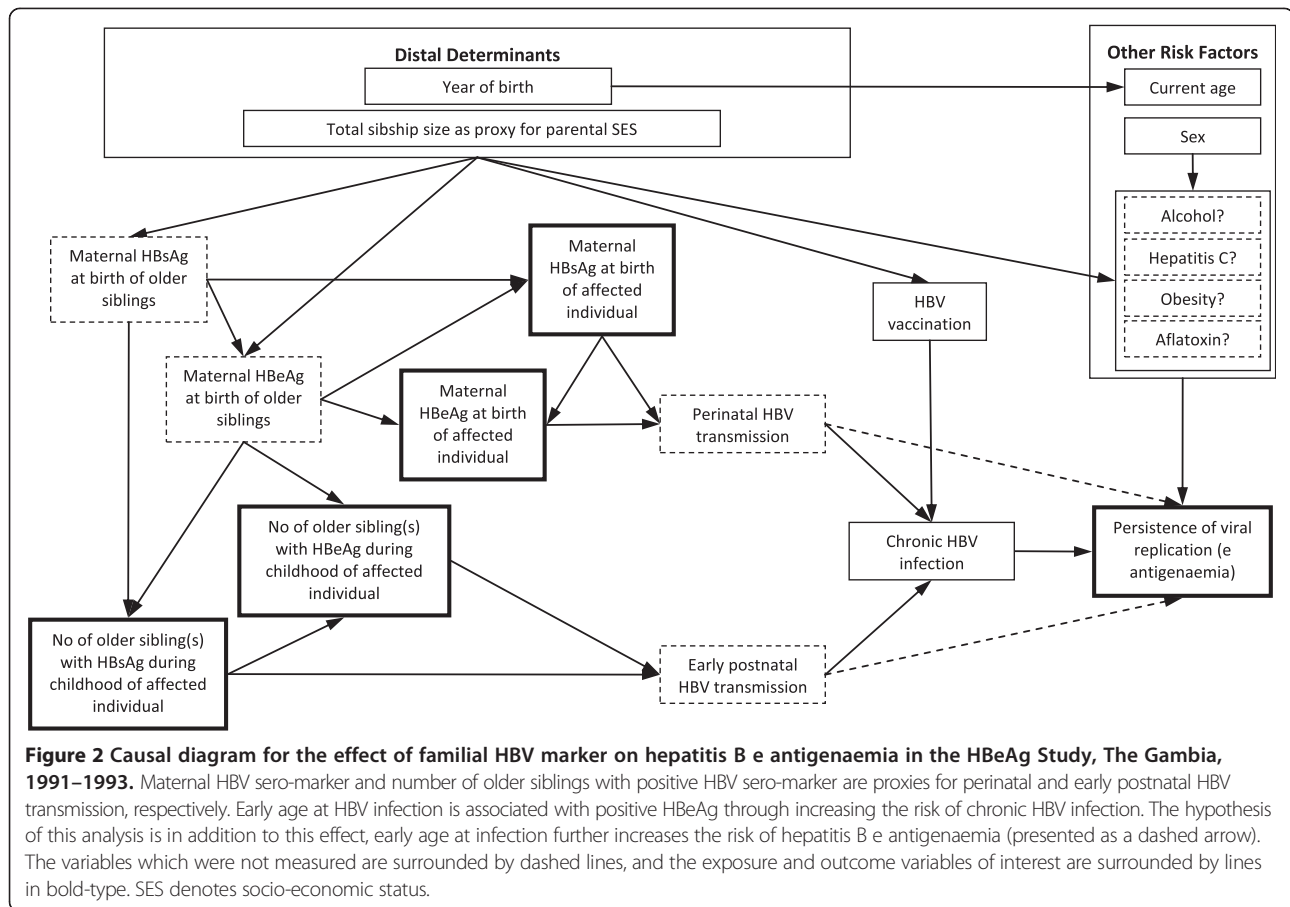 Distal Determinants
Year of birth
Total sibship size as proxy for parental SES
Other Risk Factors
Current age
Sex
Alcohol?
Hepatitis C?
Obesity?
Aflatoxin?
Maternal HBsAg
at birth of older
siblings
Maternal
HBsAg at birth
of affected
individual
HBV
vaccination
Maternal HBeAg
at birth of older
siblings
Maternal
HBeAg at birth
of affected
individual
Perinatal HBV
transmission
No of older sibling(s)
with HBeAg during
childhood of affected
individual
Chronic HBV
infection
Persistence of viral
replication (e
antigenaemia)
No of older sibling(s)
with HBsAg during
childhood of affected
individual
Early postnatal
HBV transmission
Figure 2 Causal diagram for the effect of familial HBV marker on hepatitis B e antigenaemia in the HBeAg Study, The Gambia,
1991–1993. Maternal HBV sero-marker and number of older siblings with positive HBV sero-marker are proxies for perinatal and early postnatal HBV
transmission, respectively. Early age at HBV infection is associated with positive HBeAg through increasing the risk of chronic HBV infection. The hypothesis
of this analysis is in addition to this effect, early age at infection further increases the risk of hepatitis B e antigenaemia (presented as a dashed arrow).
The variables which were not measured are surrounded by dashed lines, and the exposure and outcome variables of interest are surrounded by lines
in bold-type. SES denotes socio-economic status.